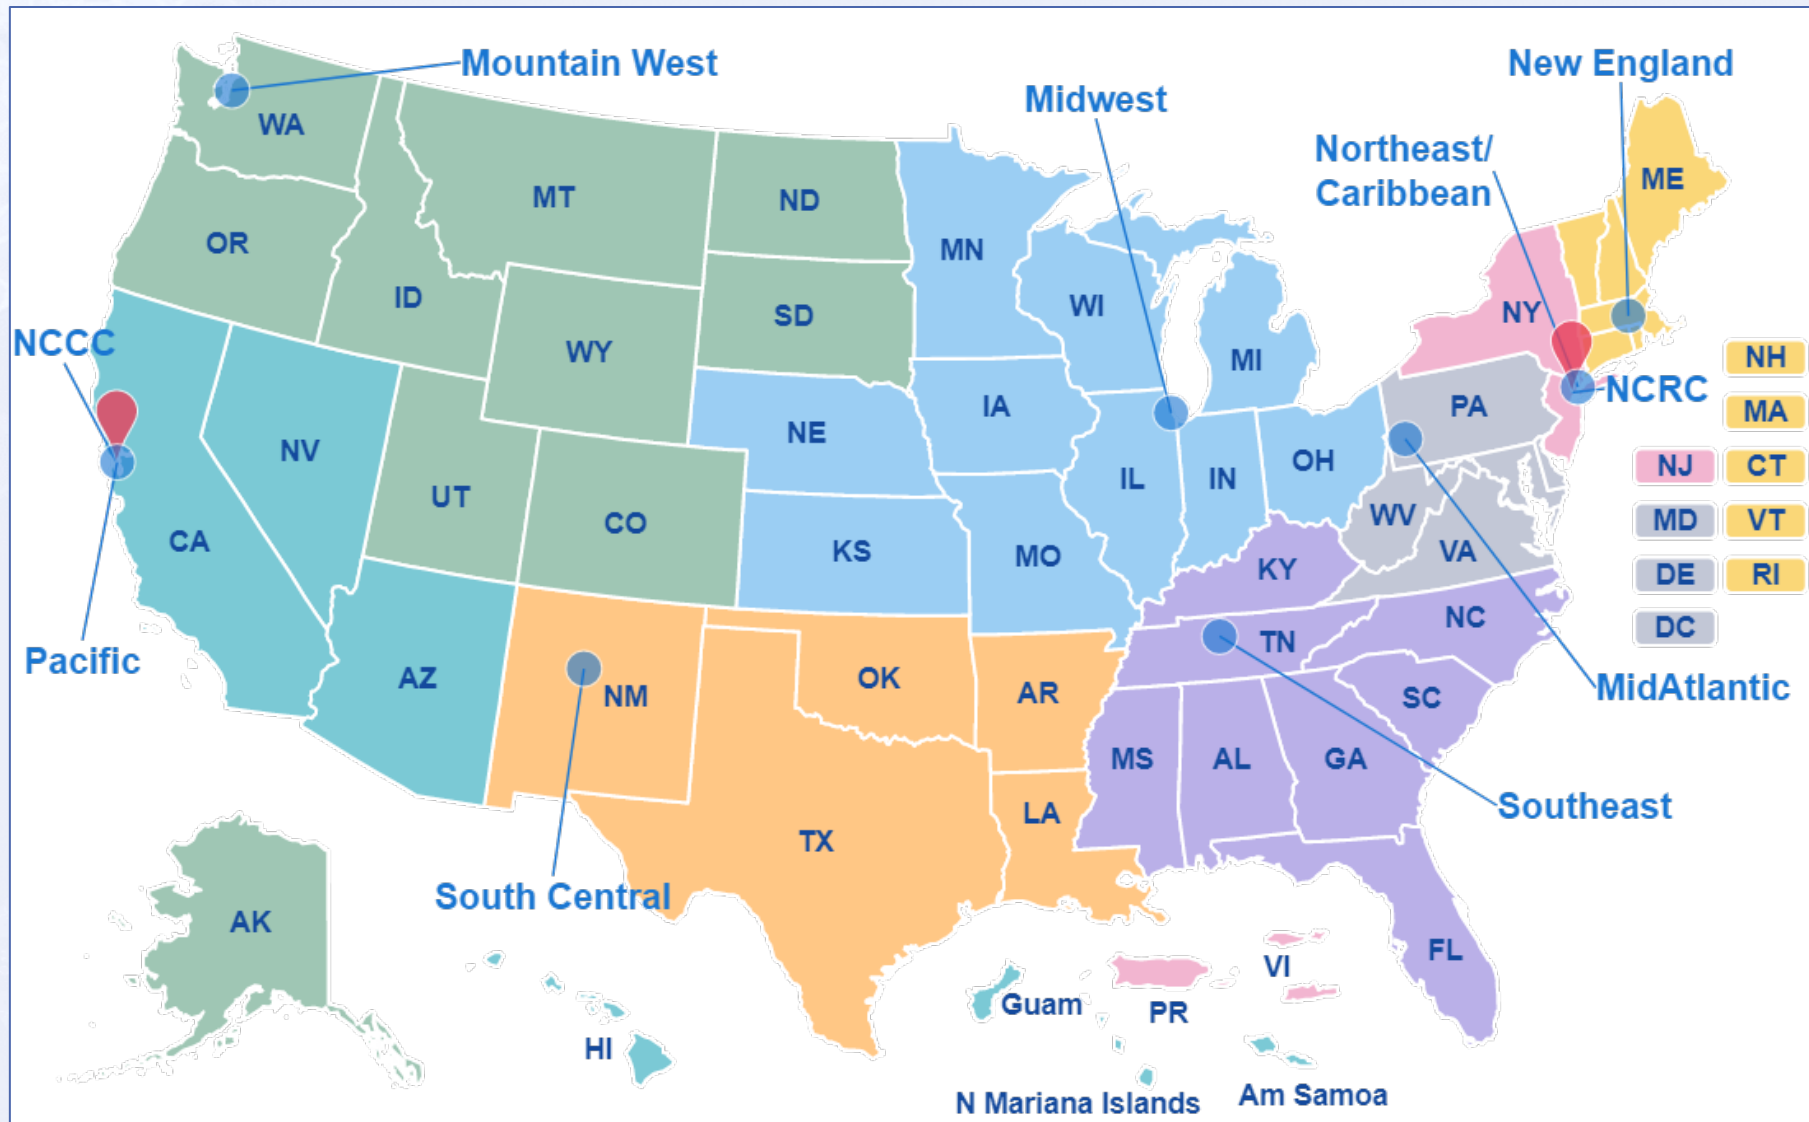 Mountain West
New England
Midwest
Northeast/
Caribbean
WA
MT
ND
ME
OR
MN
ID
SD
WI
NY
NCCC
WY
MI
NH
NCRC
IA
PA
MA
NE
NV
OH
NJ
CT
UT
IL
IN
CO
WV
MD
VT
CA
KS
MO
VA
KY
DE
RI
NC
DC
TN
Pacific
AZ
OK
NM
AR
SC
MidAtlantic
MS
AL
GA
Southeast
LA
TX
South Central
AK
FL
VI
Guam
PR
HI
N Mariana Islands
Am Samoa